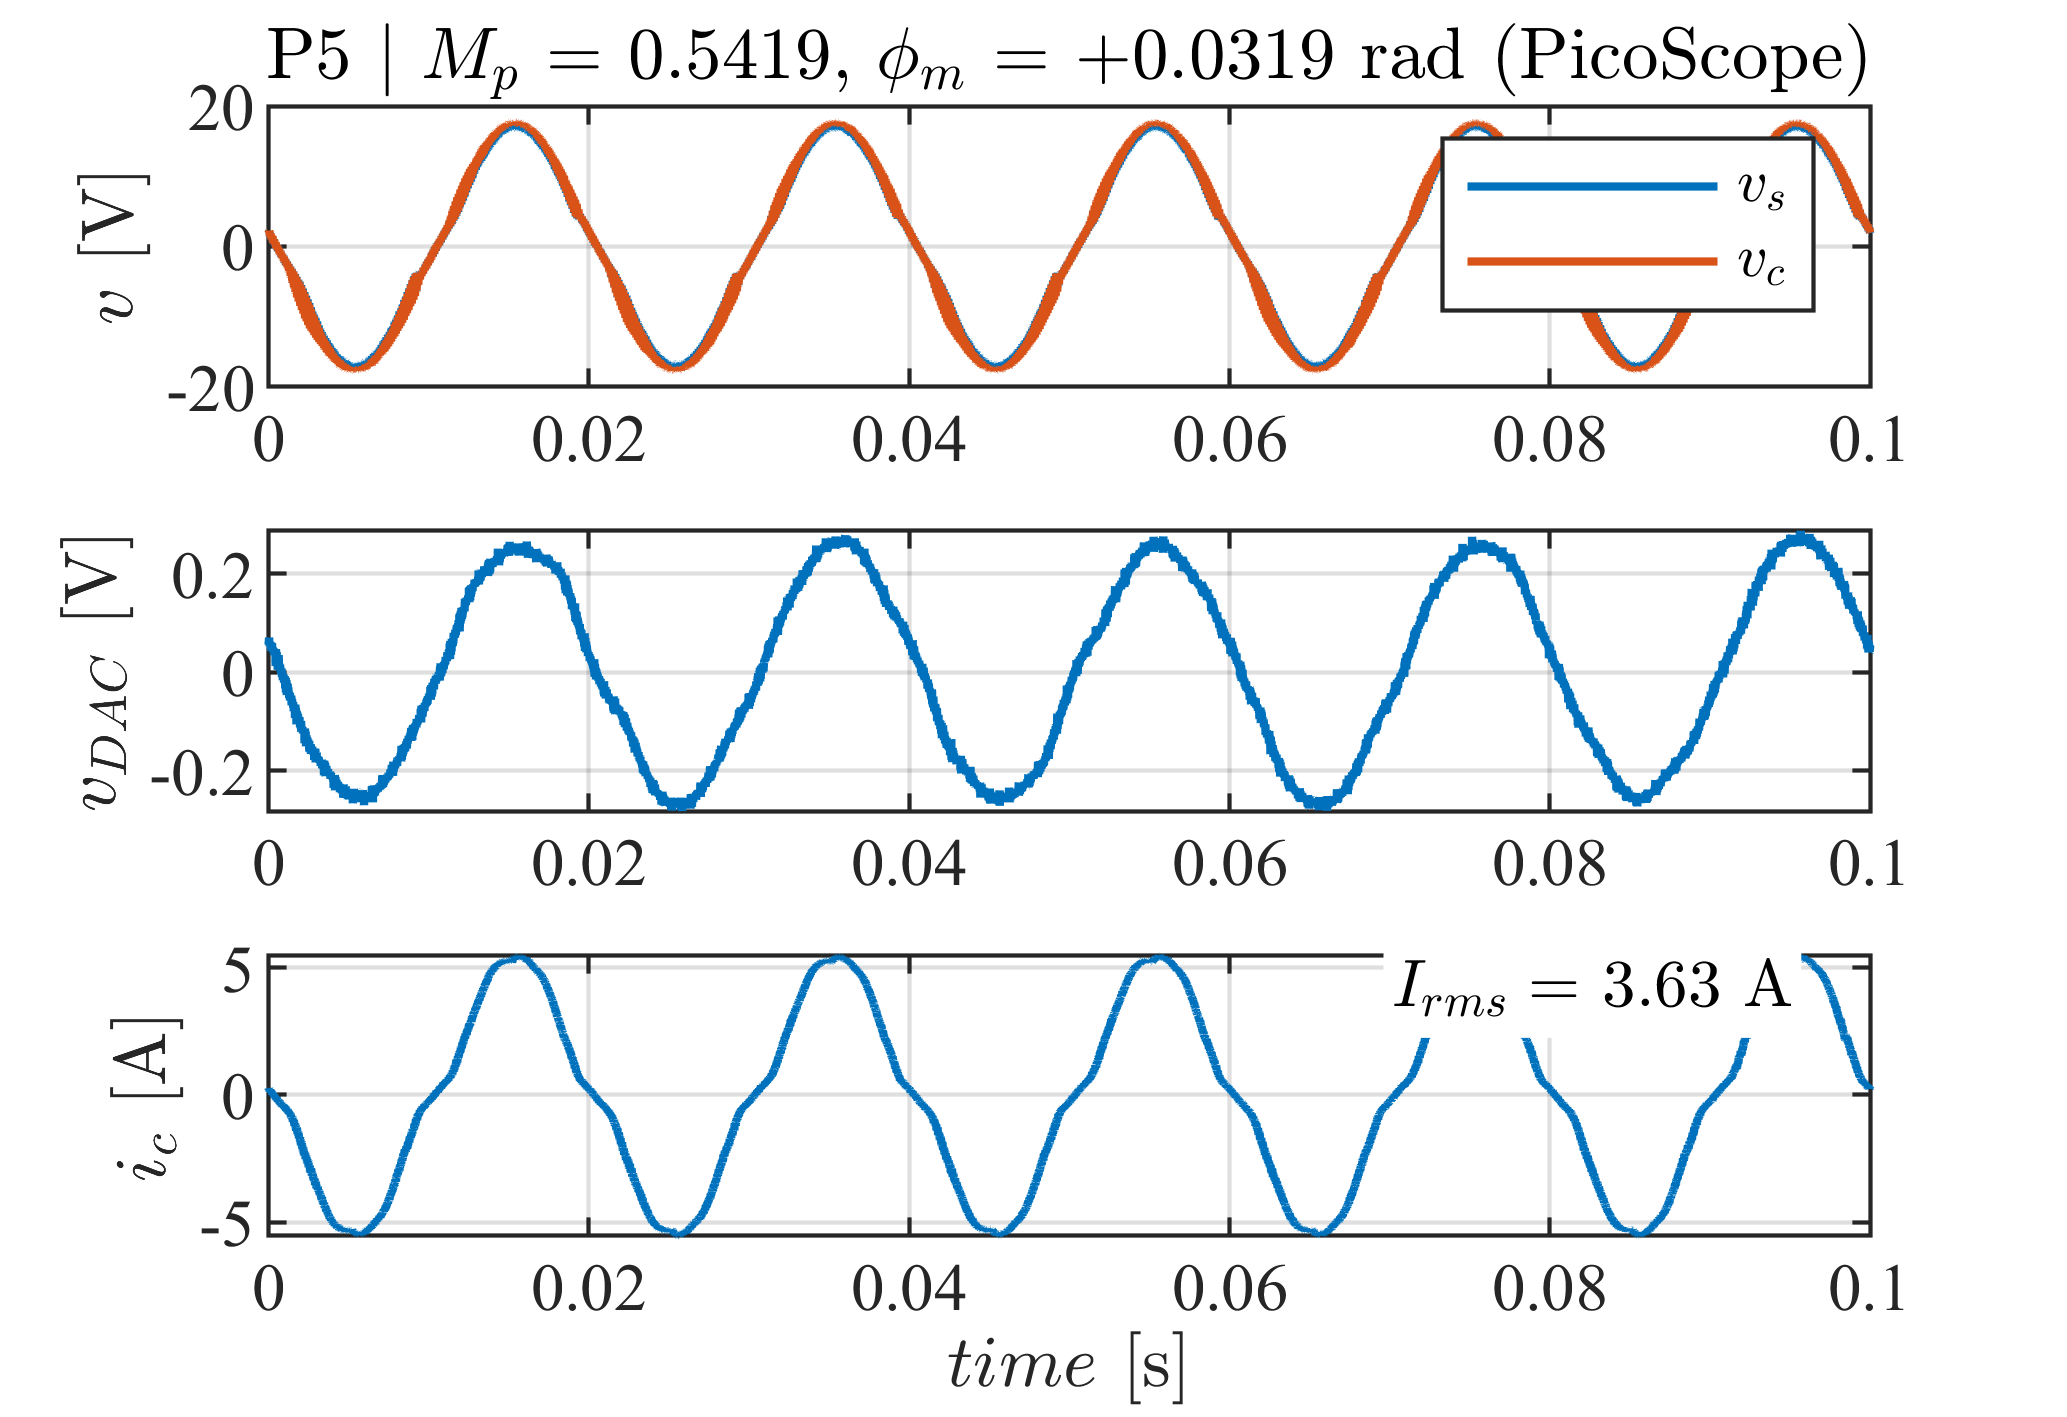 P5 | M_p = 0.5419, ϕ_m = +0.0319 rad (PicoScope)
v [V]
20
0
-20
v_s
v_c
0 0.02 0.04 0.06 0.08 0.1
v_DAC [V]
0.2
0
-0.2
0 0.02 0.04 0.06 0.08 0.1
i_c [A]
5
0
-5
I_rms = 3.63 A
0 0.02 0.04 0.06 0.08 0.1
time [s]